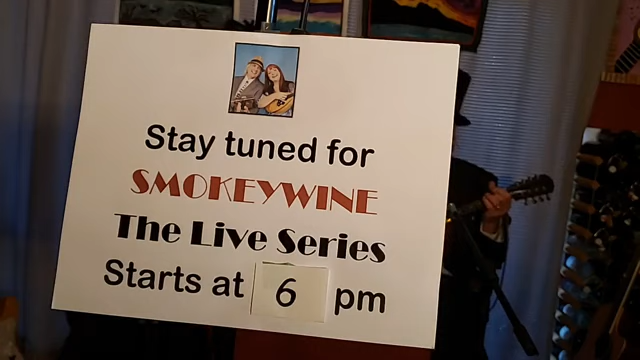 Stay tuned for
SMOKEYWINE
The Live Series
Starts at 6 pm